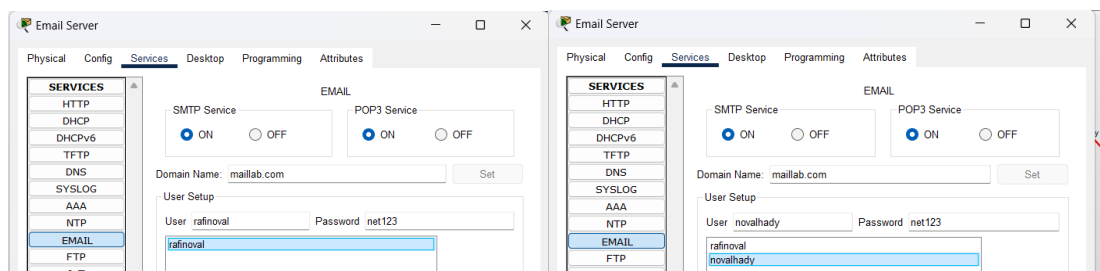 Email Server
Physical Config Services Desktop Programming Attributes
SERVICES
HTTP
DHCP
DHCPv6
TFTP
DNS
SYSLOG
AAA
NTP
EMAIL
FTP
EMAIL
SMTP Service
ON OFF
POP3 Service
ON OFF
Domain Name: maillab.com Set
User Setup
User rafinoval Password net123
rafinoval
Email Server
Physical Config Services Desktop Programming Attributes
SERVICES
HTTP
DHCP
DHCPv6
TFTP
DNS
SYSLOG
AAA
NTP
EMAIL
FTP
EMAIL
SMTP Service
ON OFF
POP3 Service
ON OFF
Domain Name: maillab.com Set
User Setup
User novalhady Password net123
rafinoval
novalhady